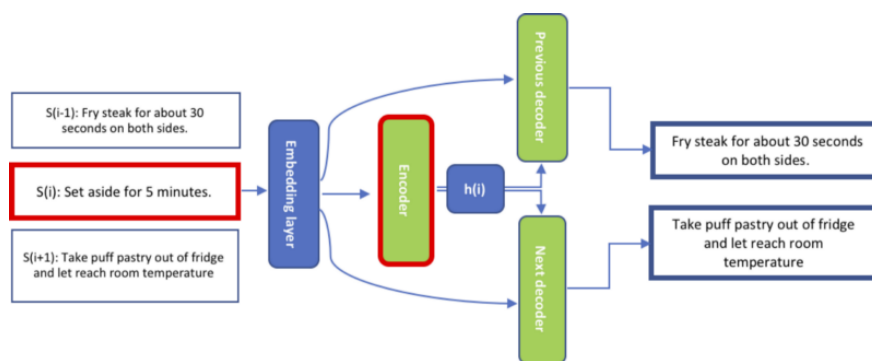 S(i-1): Fry steak for about 30
seconds on both sides.
S(i): Set aside for 5 minutes.
S(i+1): Take puff pastry out of fridge
and let reach room temperature
Embedding layer
Encoder
h(i)
Previous decoder
Next decoder
Fry steak for about 30 seconds
on both sides.
Take puff pastry out of fridge
and let reach room
temperature